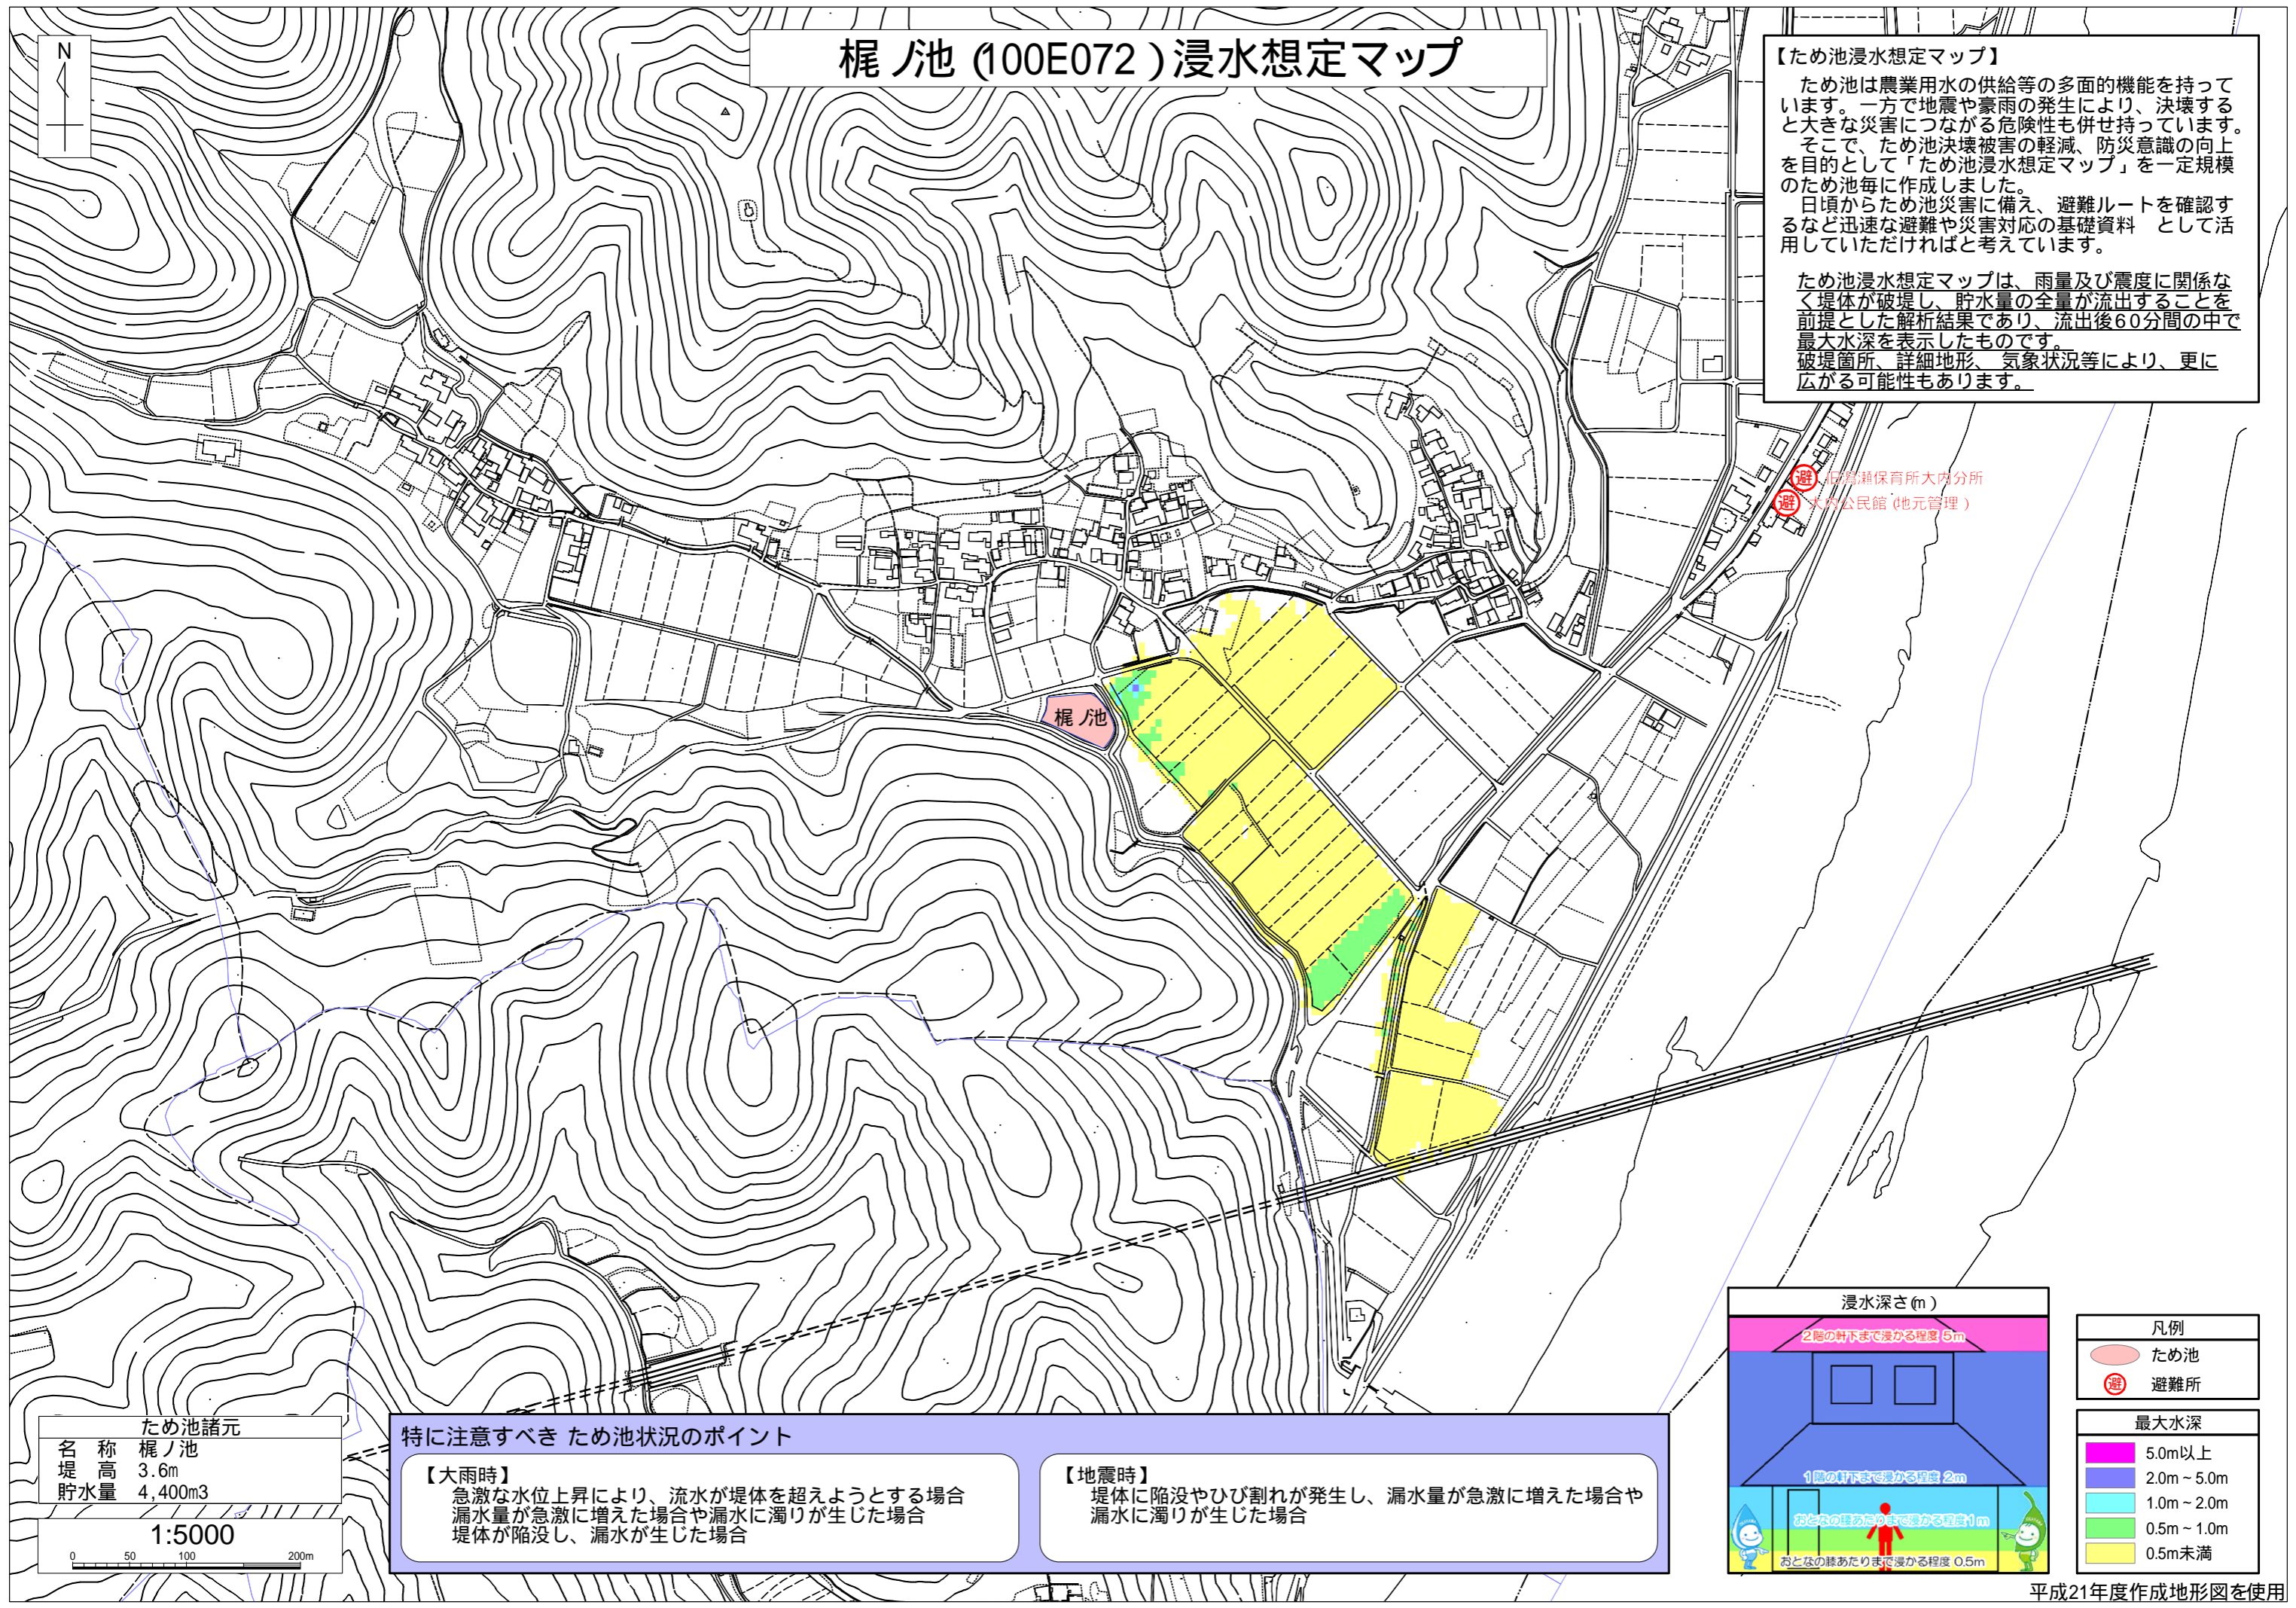 梶ノ池(100E072)浸水想定マップ
N
【ため池浸水想定マップ】
ため池は農業用水の供給等の多面的機能を持って
います。一方で地震や豪雨の発生により、決壊する
と大きな災害につながる危険性も併せ持っています。
そこで、ため池決壊被害の軽減、防災意識の向上
を目的として「ため池浸水想定マップ」を一定規模
のため池毎に作成しました。
日頃からため池災害に備え、避難ルートを確認す
るなど迅速な避難や災害対応の基礎資料 として活
用していただければと考えています。
ため池浸水想定マップは、雨量及び震度に関係な
く堤体が破堤し、貯水量の全量が流出することを
前提とした解析結果であり、流出後60分間の中で
最大水深を表示したものです。
破堤箇所、詳細地形、気象状況等により、更に
広がる可能性もあります。
避
保育所大内分所
避 大内公民館(地元管理)
梶ノ池
ため池諸元
名 称 梶ノ池
堤 高 3.6m
貯水量 4,400m3
1:5000
0 50 100 200m
特に注意すべき ため池状況のポイント
【大雨時】
急激な水位上昇により、流水が堤体を超えようとする場合
漏水量が急激に増えた場合や漏水に濁りが生じた場合
堤体が陥没し、漏水が生じた場合
【地震時】
堤体に陥没やひび割れが発生し、漏水量が急激に増えた場合や
漏水に濁りが生じた場合
浸水深さ(m)
2階の軒下まで浸かる程度 5m
1階の軒下まで浸かる程度 2m
おとなの腰あたりまで浸かる程度1m
おとなの膝あたりまで浸かる程度 0.5m
凡例
ため池
避 避難所
最大水深
5.0m以上
2.0m~5.0m
1.0m~2.0m
0.5m~1.0m
0.5m未満
平成21年度作成地形図を使用